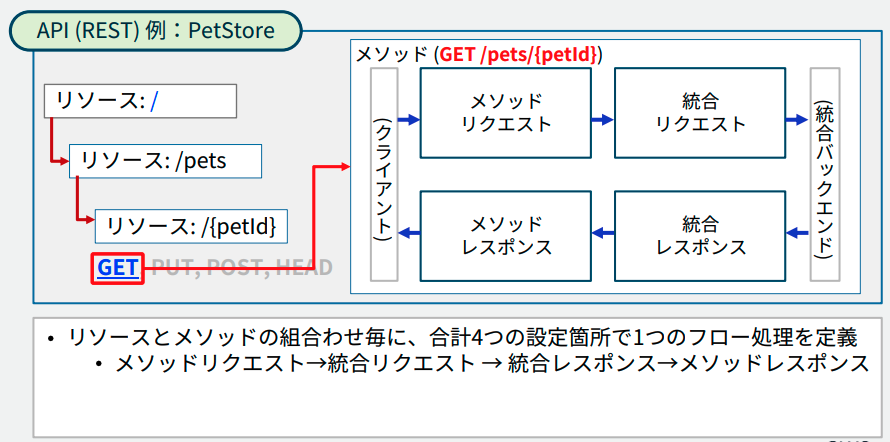 API (REST) 例：PetStore
リソース: /
リソース: /pets
リソース: /{petId}
GET, PUT, POST, HEAD
メソッド (GET /pets/{petId})
(クライアント)
メソッド
リクエスト
統合
リクエスト
(統合バックエンド)
メソッド
レスポンス
統合
レスポンス
• リソースとメソッドの組合わせ毎に、合計4つの設定箇所で1つのフロー処理を定義
• メソッドリクエスト→統合リクエスト → 統合レスポンス→メソッドレスポンス